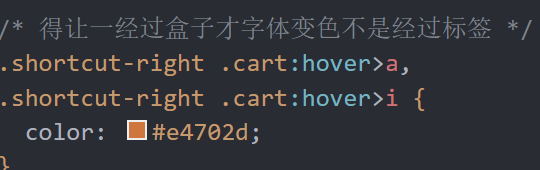 /* 得让一经过盒子才字体变色不是经过标签 */
.shortcut-right .cart:hover>a,
.shortcut-right .cart:hover>i {
color: #e4702d;
}